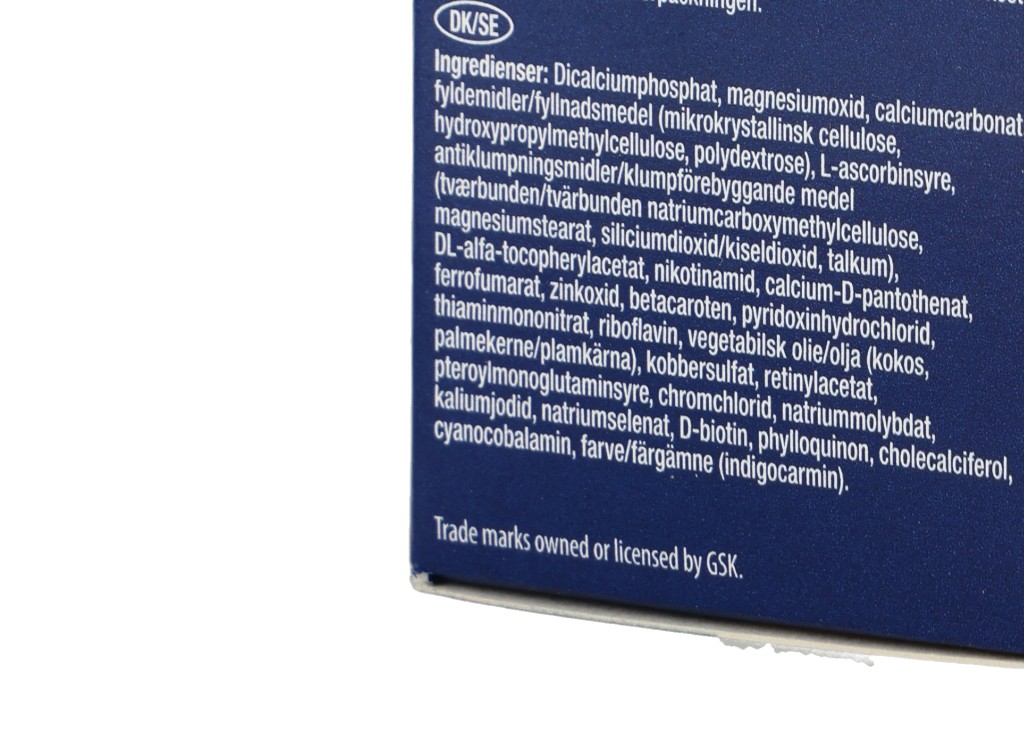 DK/SE
Ingredienser: Dicalciumphosphat, magnesiumoxid, calciumcarbonat
fyldemidler/fyllnadsmedel (mikrokrystallinsk cellulose,
hydroxypropylmethylcellulose, polydextrose), L-ascorbinsyre,
antiklumpningsmidler/klumpförebyggande medel
(tværbunden/tvärbunden natriumcarboxymethylcellulose,
magnesiumstearat, siliciumdioxid/kiseldioxid, talkum),
DL-alfa-tocopherylacetat, nikotinamid, calcium-D-pantothenat,
ferrofumarat, zinkoxid, betacaroten, pyridoxinhydrochlorid,
thiaminmononitrat, riboflavin, vegetabilsk olie/olja (kokos,
palmekerne/plamkärna), kobbersulfat, retinylacetat,
pteroylmonoglutaminsyre, chromchlorid, natriummolybdat,
kaliumjodid, natriumselenat, D-biotin, phylloquinon, cholecalciferol,
cyanocobalamin, farve/färgämne (indigocarmin).
Trade marks owned or licensed by GSK.